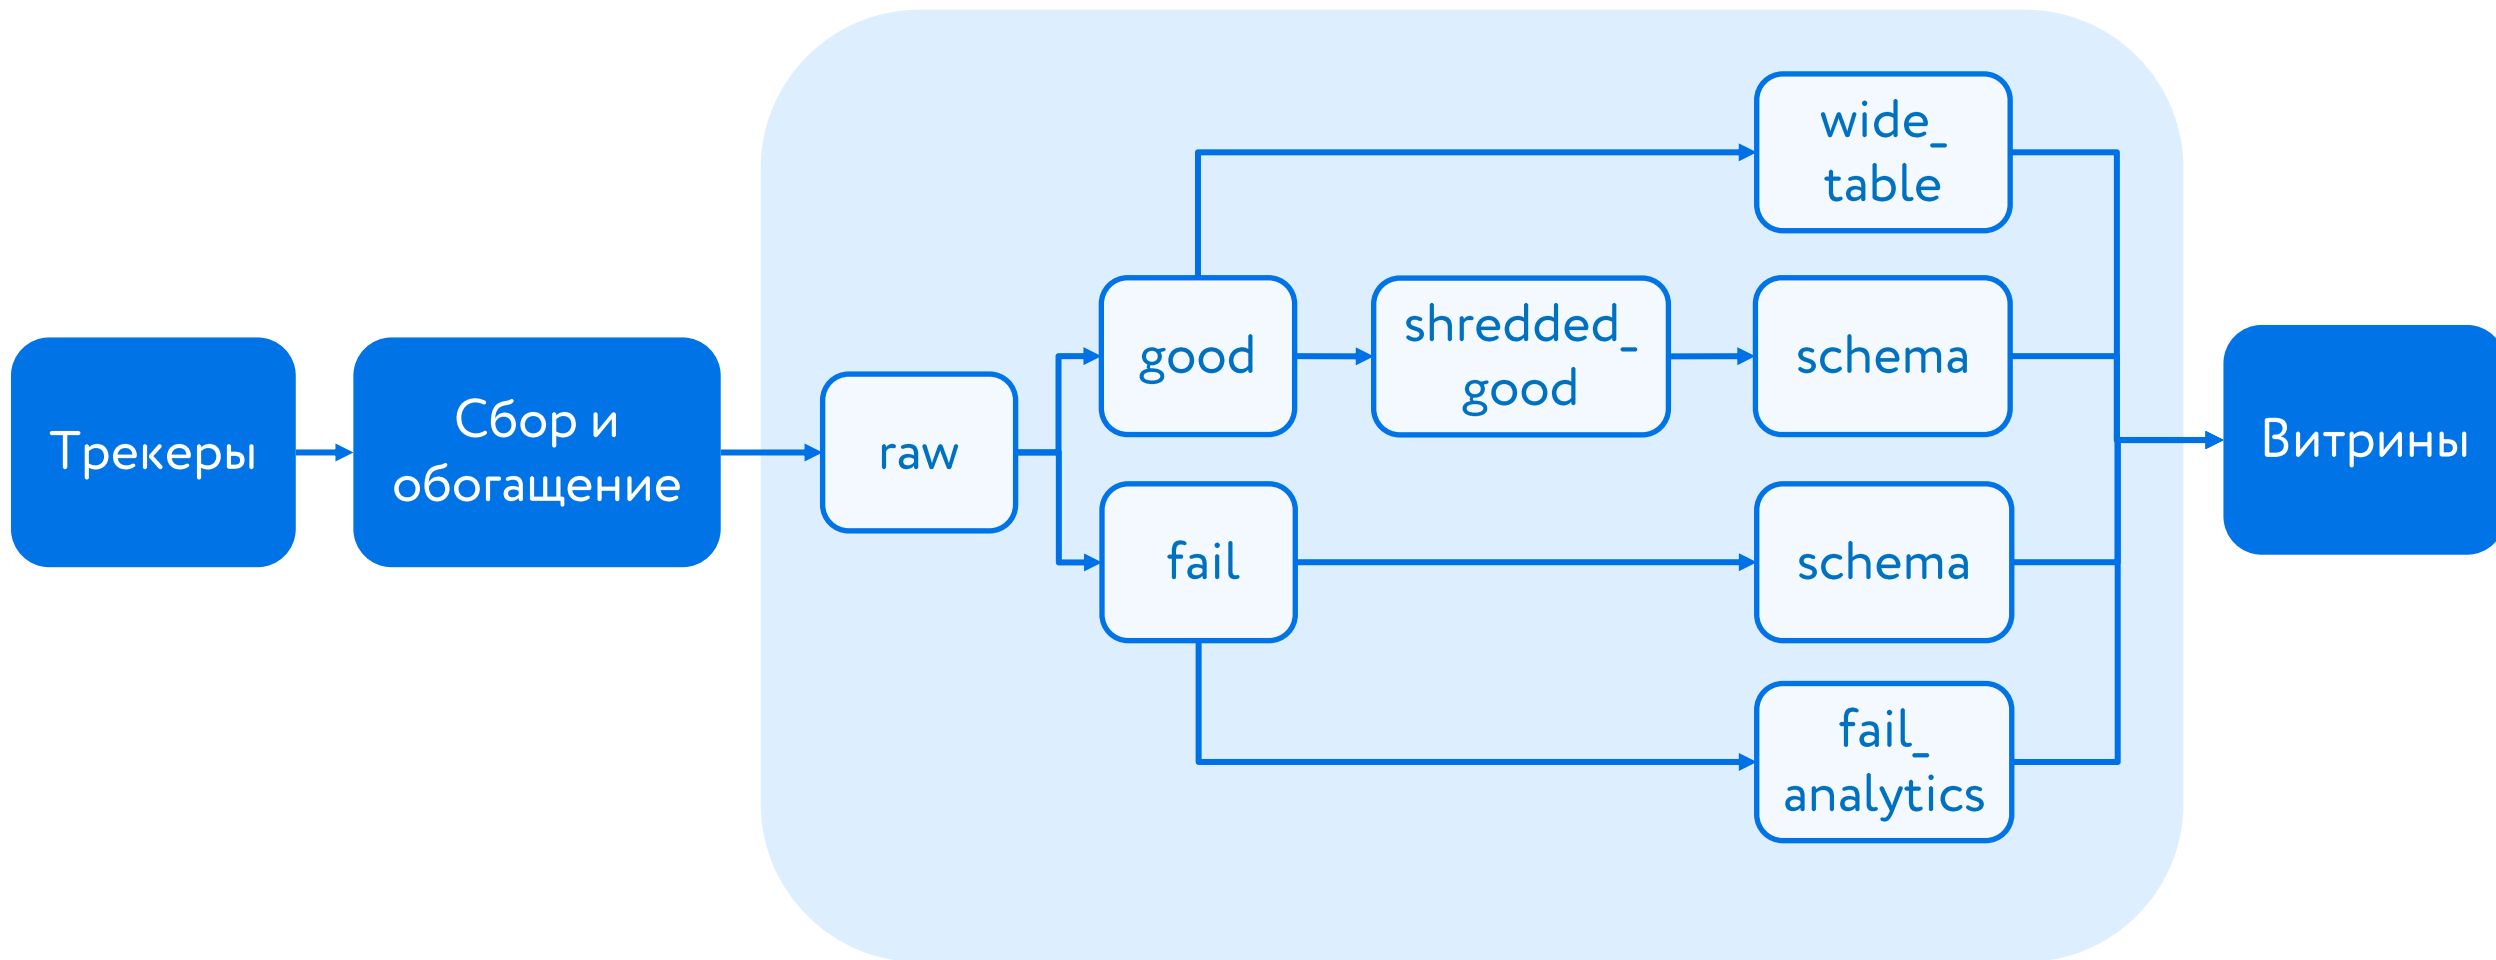 Трекеры
Сбор и
обогащение
raw
good
fail
shredded_
good
wide_
table
schema
schema
fail_
analytics
Витрины